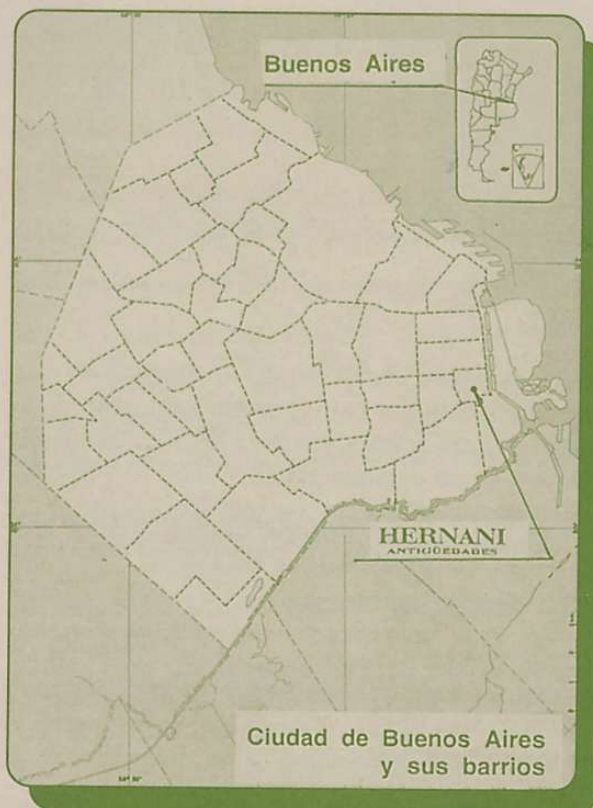 Buenos Aires
HERNANI
ANTIGÜEDADES
Ciudad de Buenos Aires
y sus barrios